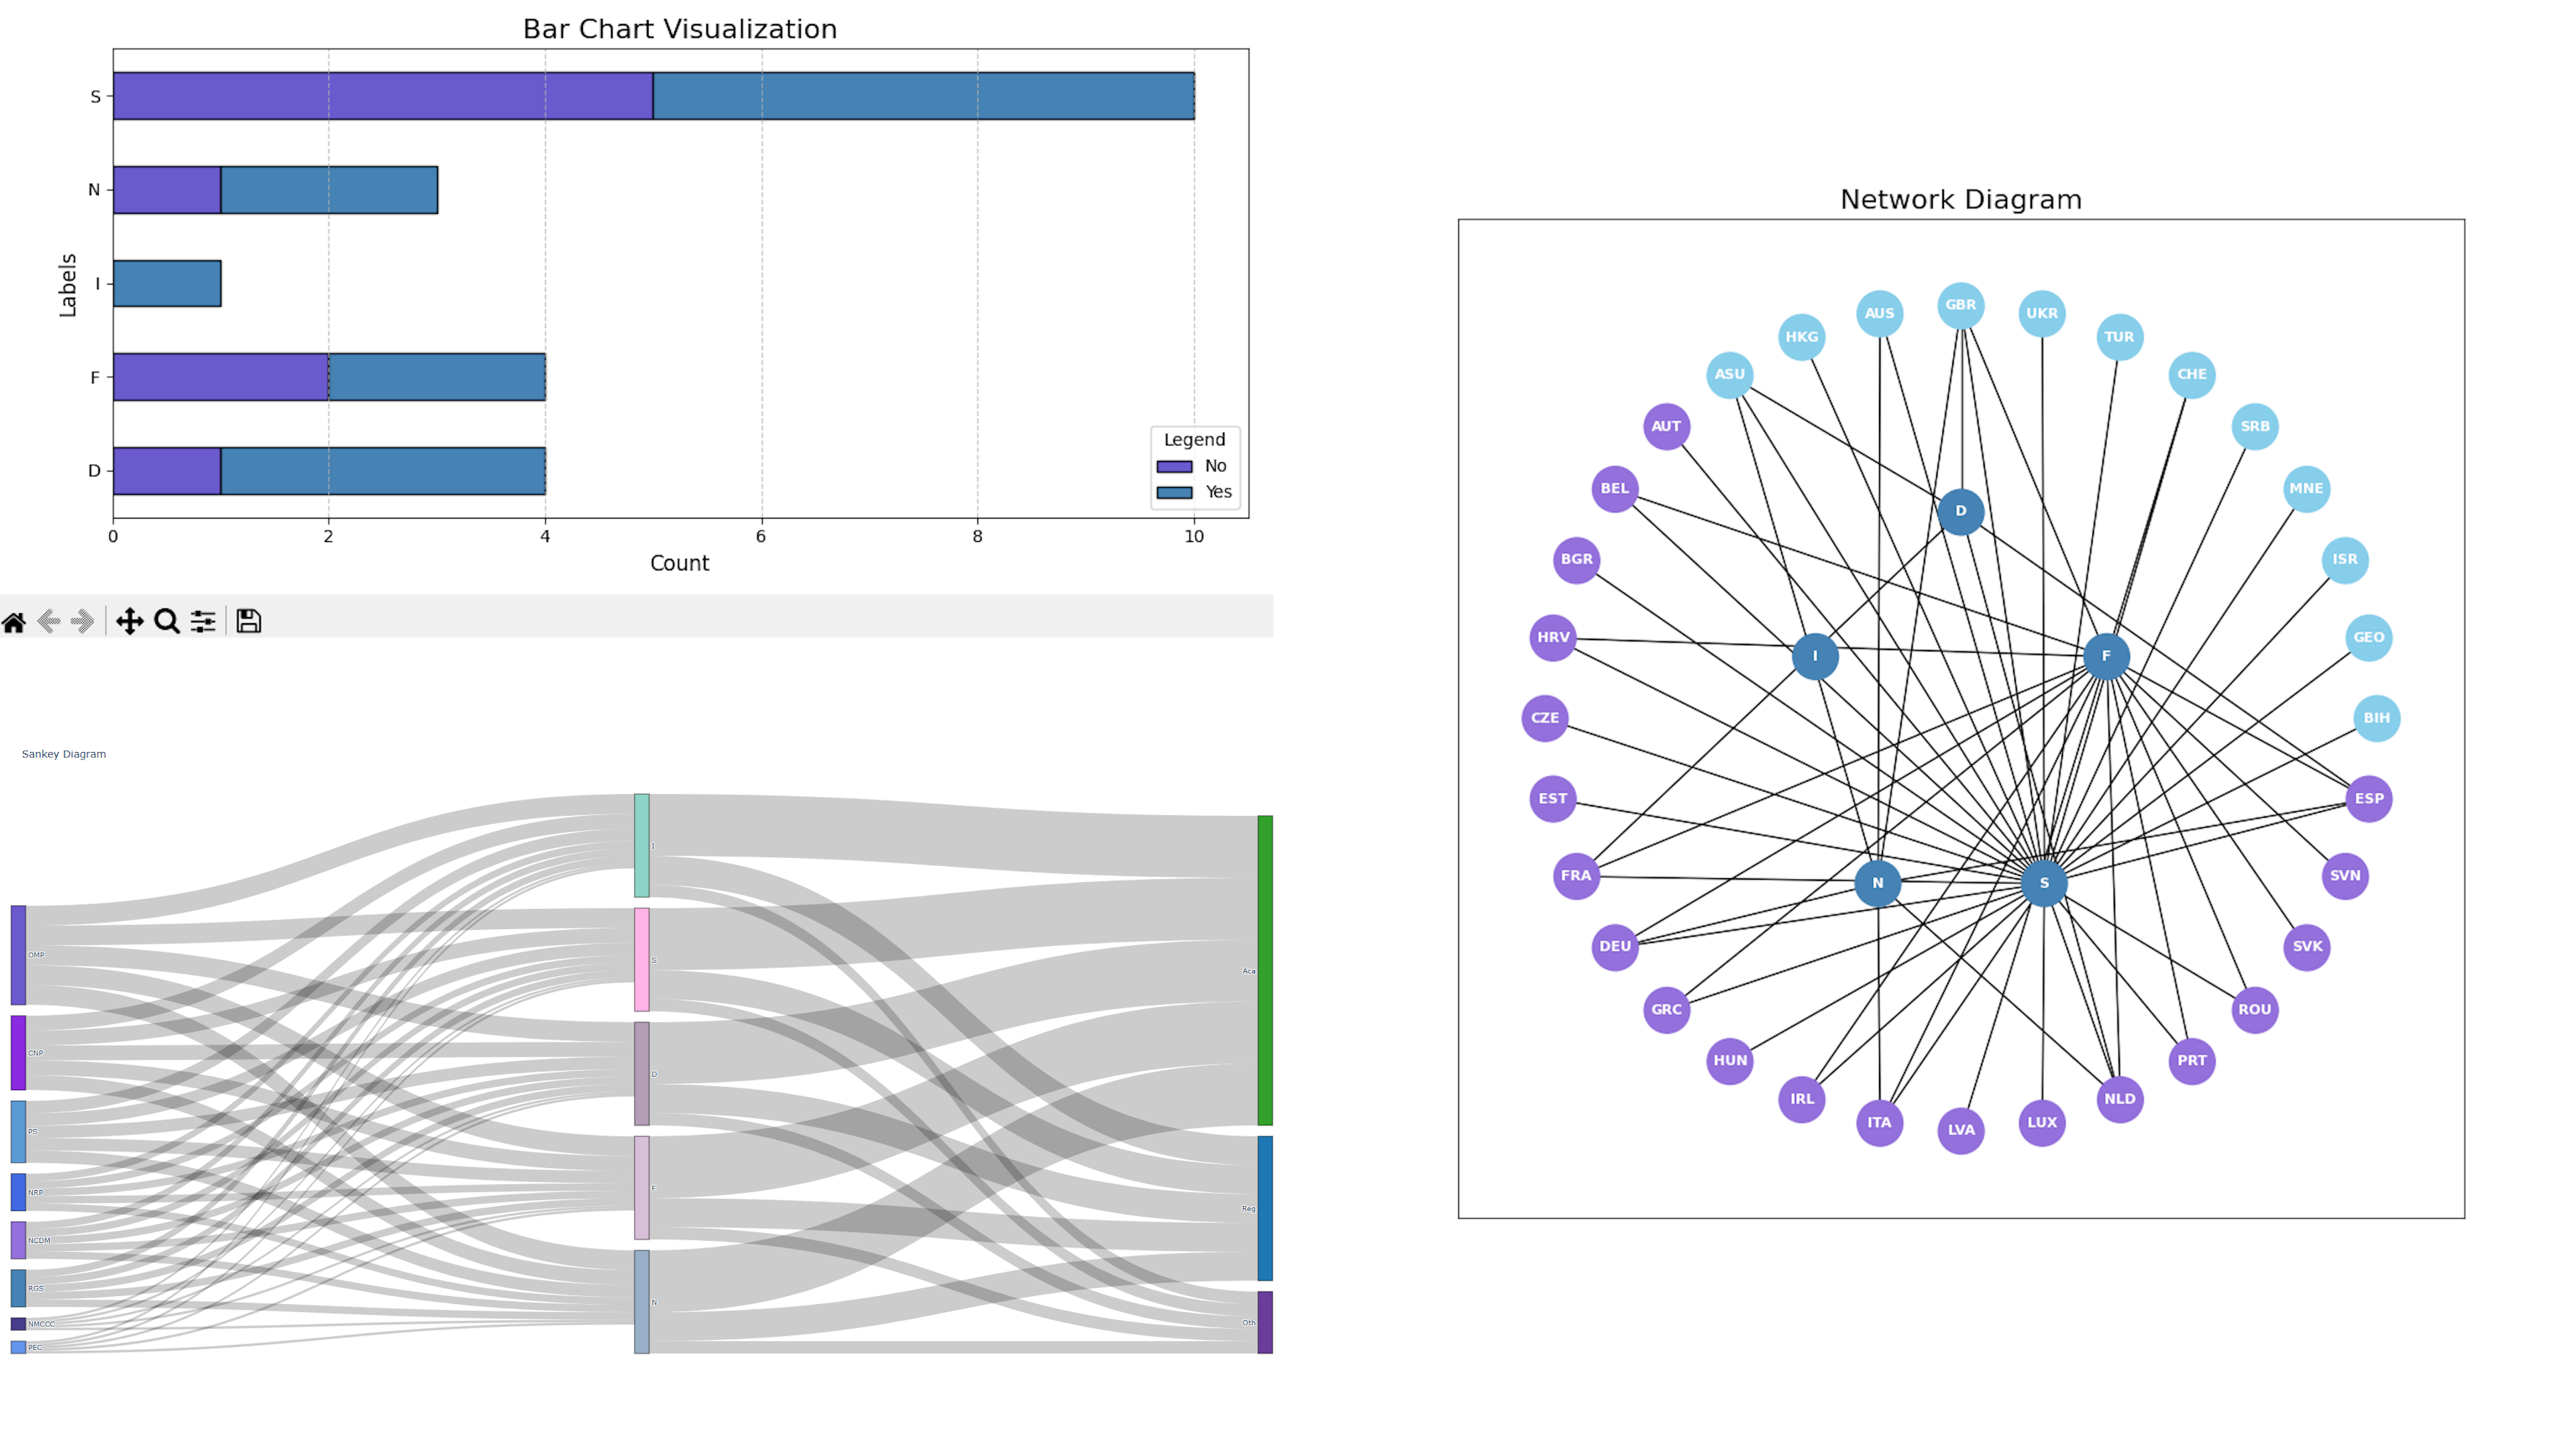 Bar Chart Visualization
S
N
I
F
D
Labels
0 2 4 6 8 10
Count
Legend
No
Yes
Sankey Diagram
OMP
CNP
PS
NRP
NCDM
RGS
NMCCC
PEC
I
S
D
F
N
Aca
Reg
Oth
Network Diagram
GBR
AUS
UKR
HKG
TUR
ASU
CHE
AUT
SRB
BEL
MNE
D
BGR
ISR
HRV
GEO
I
F
CZE
BIH
EST
ESP
FRA
SVN
N
S
DEU
SVK
GRC
ROU
HUN
PRT
IRL
NLD
ITA
LUX
LVA